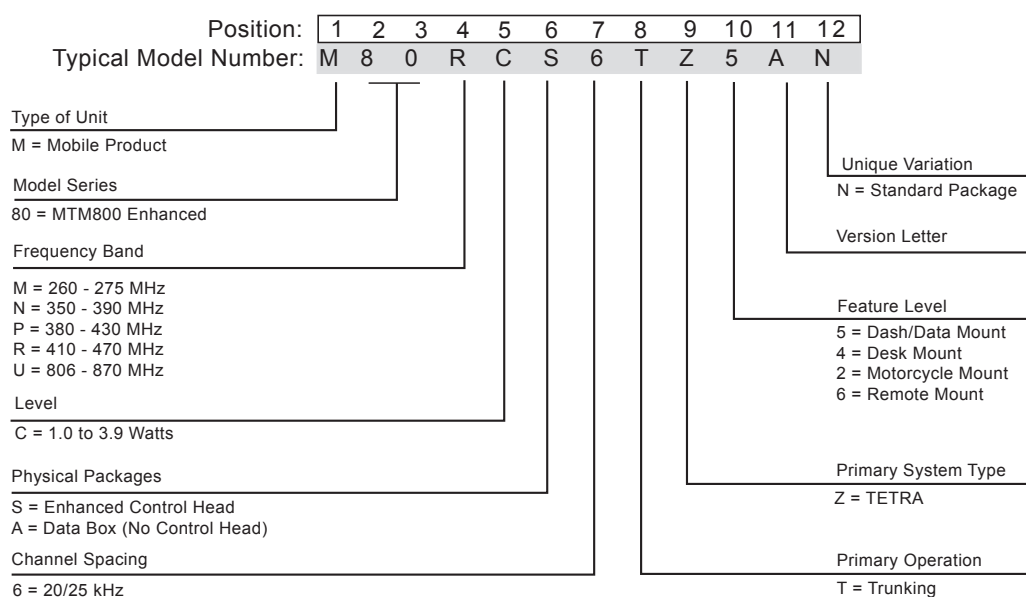 Position: 1 2 3 4 5 6 7 8 9 10 11 12
Typical Model Number: M 8 0 R C S 6 T Z 5 A N
Type of Unit
M = Mobile Product
Model Series
80 = MTM800 Enhanced
Frequency Band
M = 260 - 275 MHz
N = 350 - 390 MHz
P = 380 - 430 MHz
R = 410 - 470 MHz
U = 806 - 870 MHz
Level
C = 1.0 to 3.9 Watts
Physical Packages
S = Enhanced Control Head
A = Data Box (No Control Head)
Channel Spacing
6 = 20/25 kHz
Unique Variation
N = Standard Package
Version Letter
Feature Level
5 = Dash/Data Mount
4 = Desk Mount
2 = Motorcycle Mount
6 = Remote Mount
Primary System Type
Z = TETRA
Primary Operation
T = Trunking